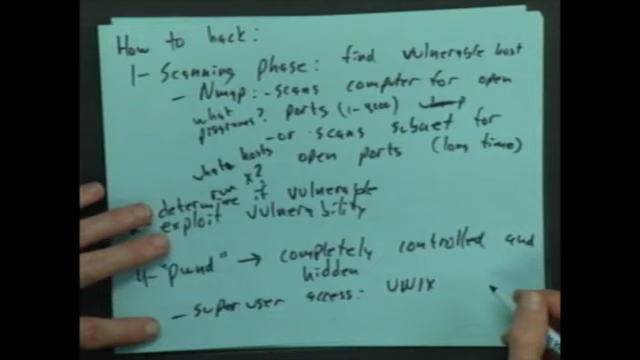 How to hack:
1- Scanning Phase: find vulnerable host
- Nmap: - scans computer for open
what programs? ports (1-9000)
- or scans subnet for
what hosts run x? open ports (long time)
determine if vulnerable
exploit vulnerability
4- "pwnd" → completely controlled and
hidden
- super user access: UNIX